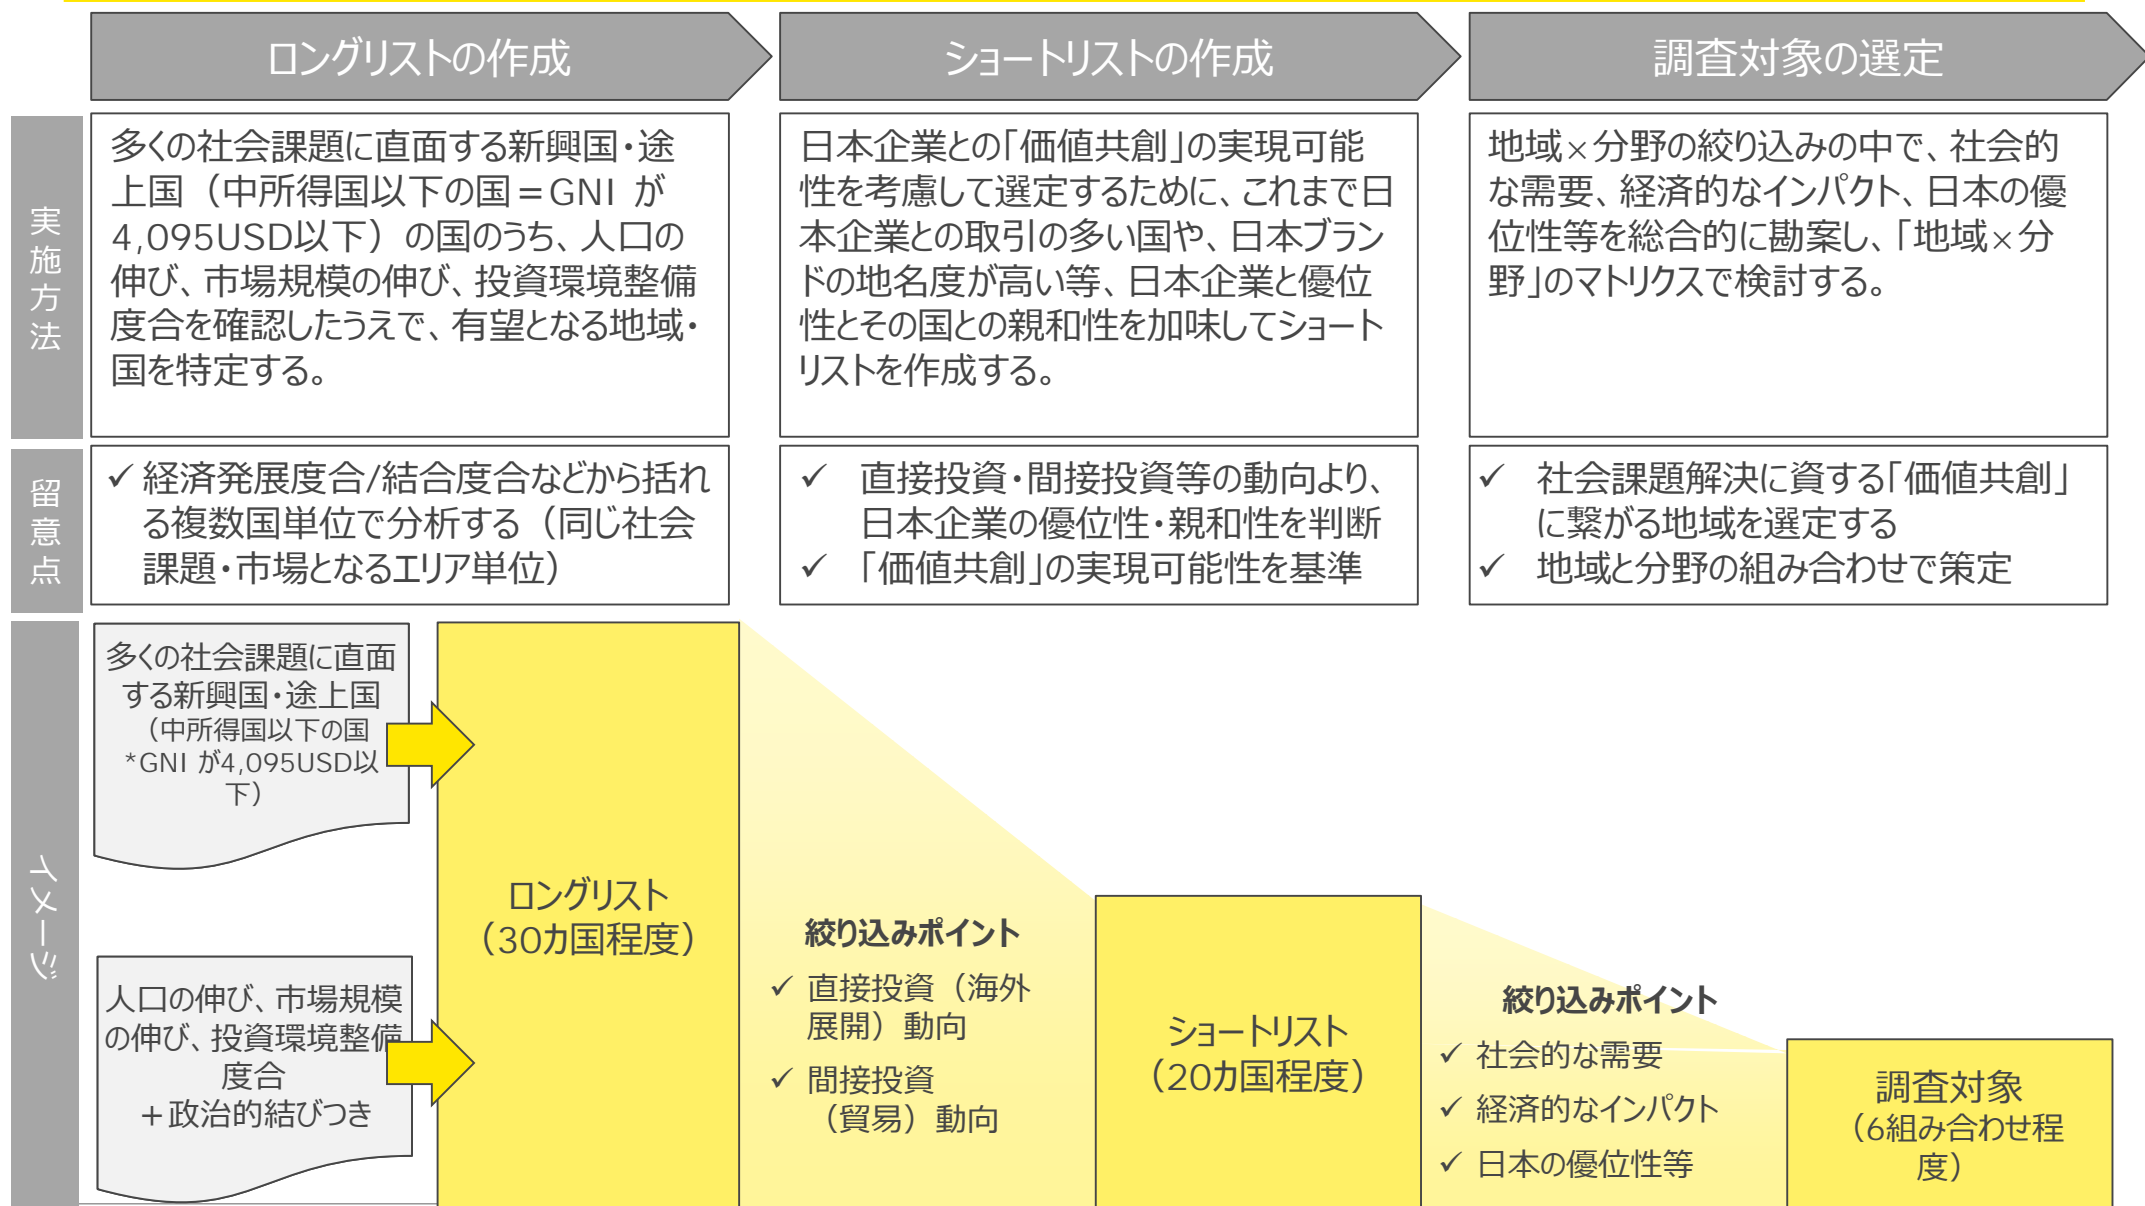 ロングリストの作成
ショートリストの作成
調査対象の選定
実施方法
多くの社会課題に直面する新興国・途
上国（中所得国以下の国＝GNI が
4,095USD以下）の国のうち、人口の
伸び、市場規模の伸び、投資環境整備
度合を確認したうえで、有望となる地域・
国を特定する。
日本企業との「価値共創」の実現可能
性を考慮して選定するために、これまで日
本企業との取引の多い国や、日本ブラン
ドの地名度が高い等、日本企業と優位
性とその国との親和性を加味してショート
リストを作成する。
地域×分野の絞り込みの中で、社会的
な需要、経済的なインパクト、日本の優
位性等を総合的に勘案し、「地域×分
野」のマトリクスで検討する。
留意点
✓ 経済発展度合/結合度合などから括れ
る複数国単位で分析する（同じ社会
課題・市場となるエリア単位）
✓ 直接投資・間接投資等の動向より、
日本企業の優位性・親和性を判断
✓ 「価値共創」の実現可能性を基準
✓ 社会課題解決に資する「価値共創」
に繋がる地域を選定する
✓ 地域と分野の組み合わせで策定
イメージ
多くの社会課題に直面
する新興国・途上国
（中所得国以下の国
*GNI が4,095USD以
下）
人口の伸び、市場規模
の伸び、投資環境整備
度合
＋政治的結びつき
ロングリスト
（30カ国程度）
絞り込みポイント
✓ 直接投資（海外
展開）動向
✓ 間接投資
（貿易）動向
ショートリスト
（20カ国程度）
絞り込みポイント
✓ 社会的な需要
✓ 経済的なインパクト
✓ 日本の優位性等
調査対象
（6組み合わせ程
度）